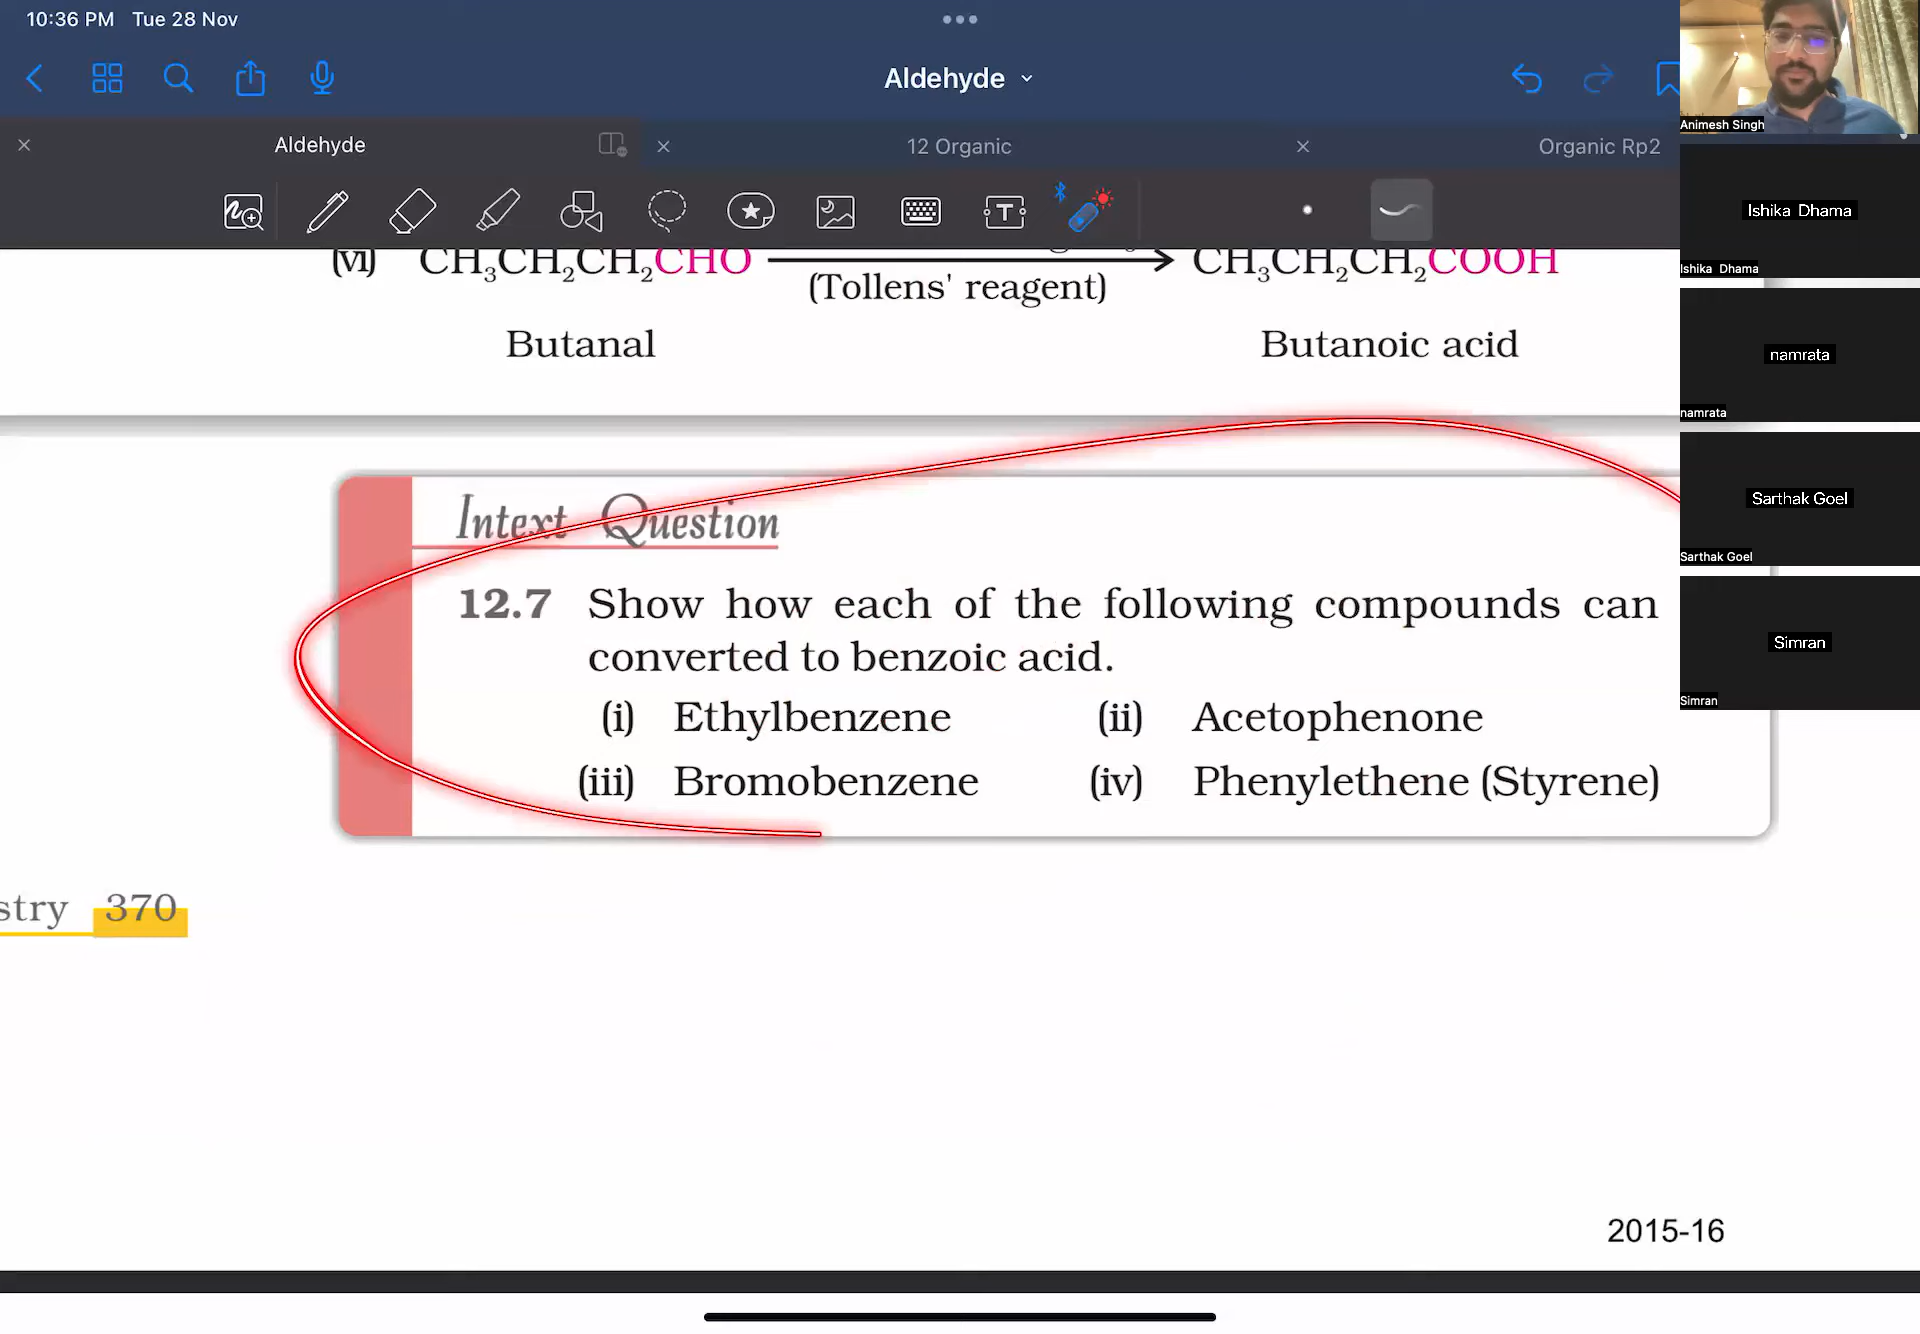 10:36 PM Tue 28 Nov
Aldehyde
Aldehyde
12 Organic
Organic Rp2
(vi) CH₃CH₂CH₂CHO CH₃CH₂CH₂COOH
(Tollens' reagent)
Butanal Butanoic acid
Intext Question
12.7 Show how each of the following compounds can
converted to benzoic acid.
(i) Ethylbenzene (ii) Acetophenone
(iii) Bromobenzene (iv) Phenylethene (Styrene)
stry 370
2015-16
Animesh Singh
Ishika Dhama
Ishika Dhama
namrata
namrata
Sarthak Goel
Sarthak Goel
Simran
Simran